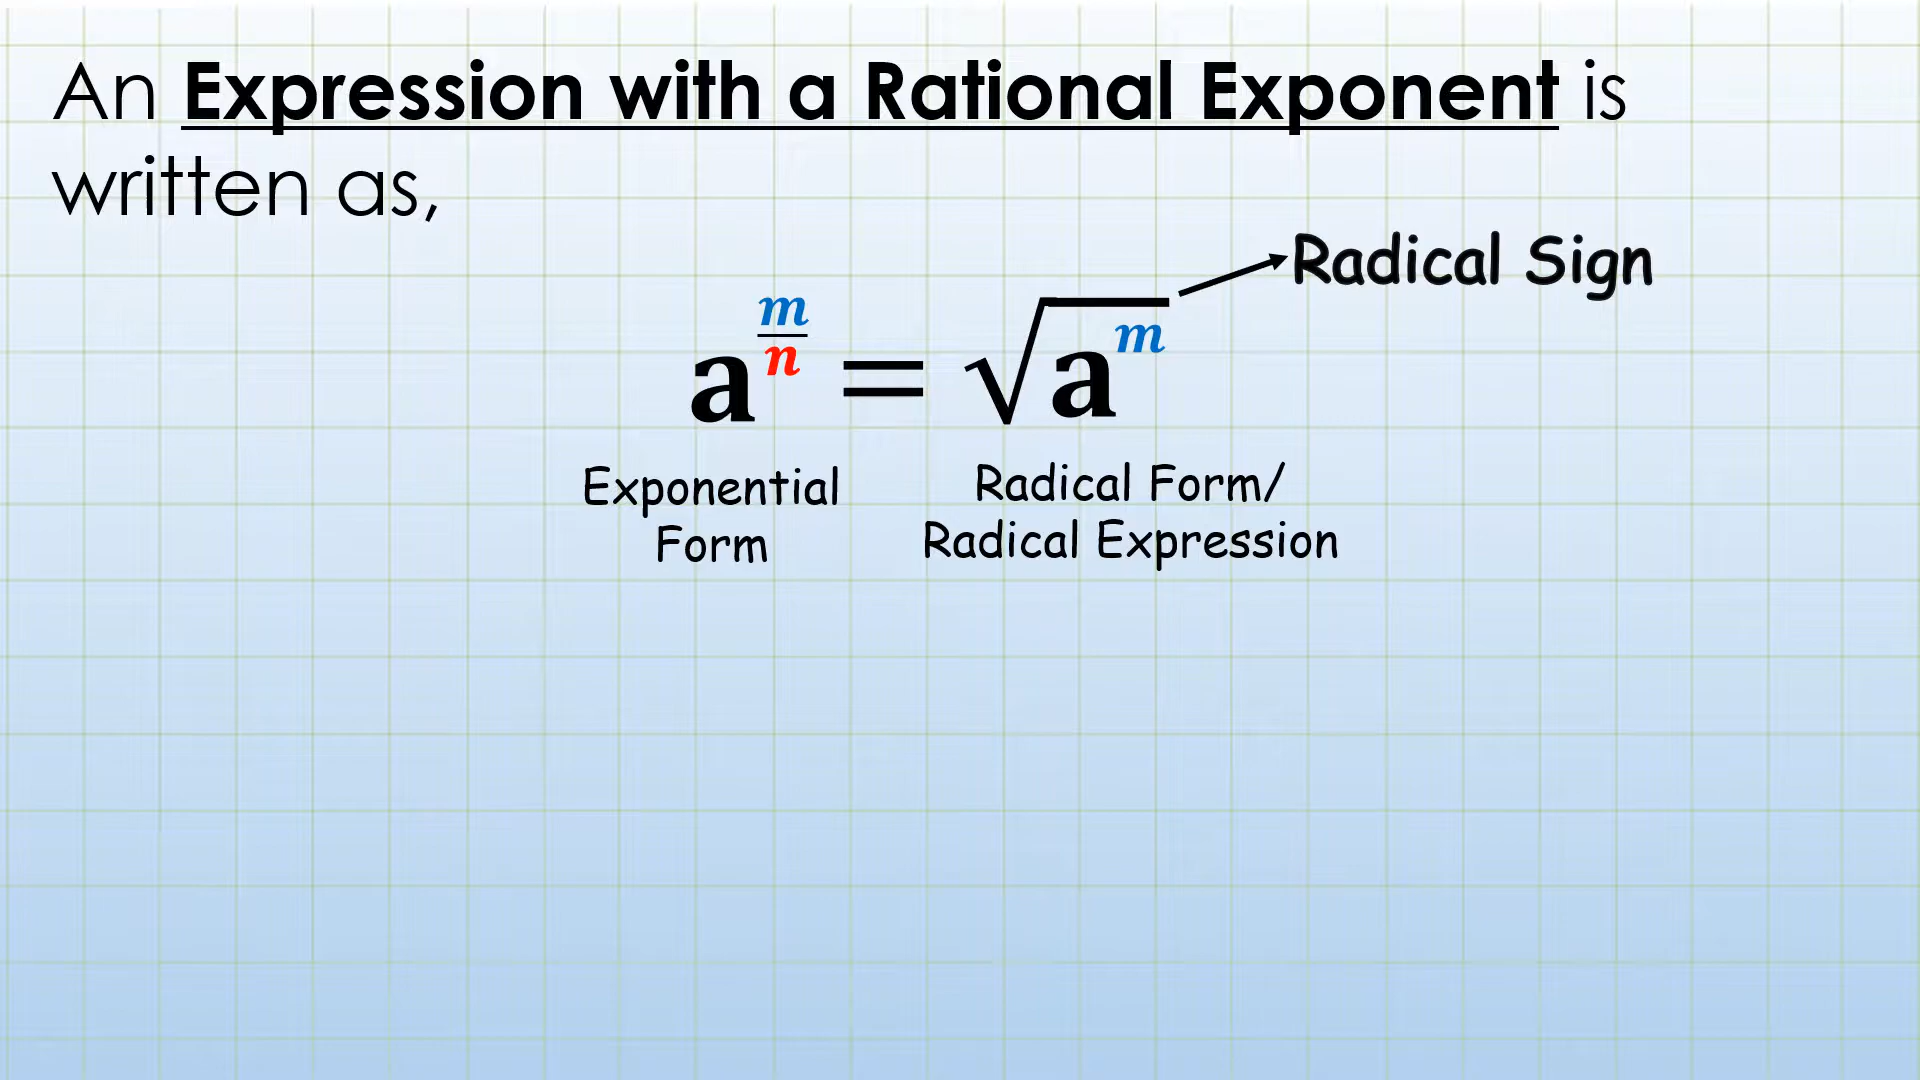 An Expression with a Rational Exponent is
written as,
Radical Sign
a^{m/n} = √a^m
Exponential Form
Radical Form/
Radical Expression